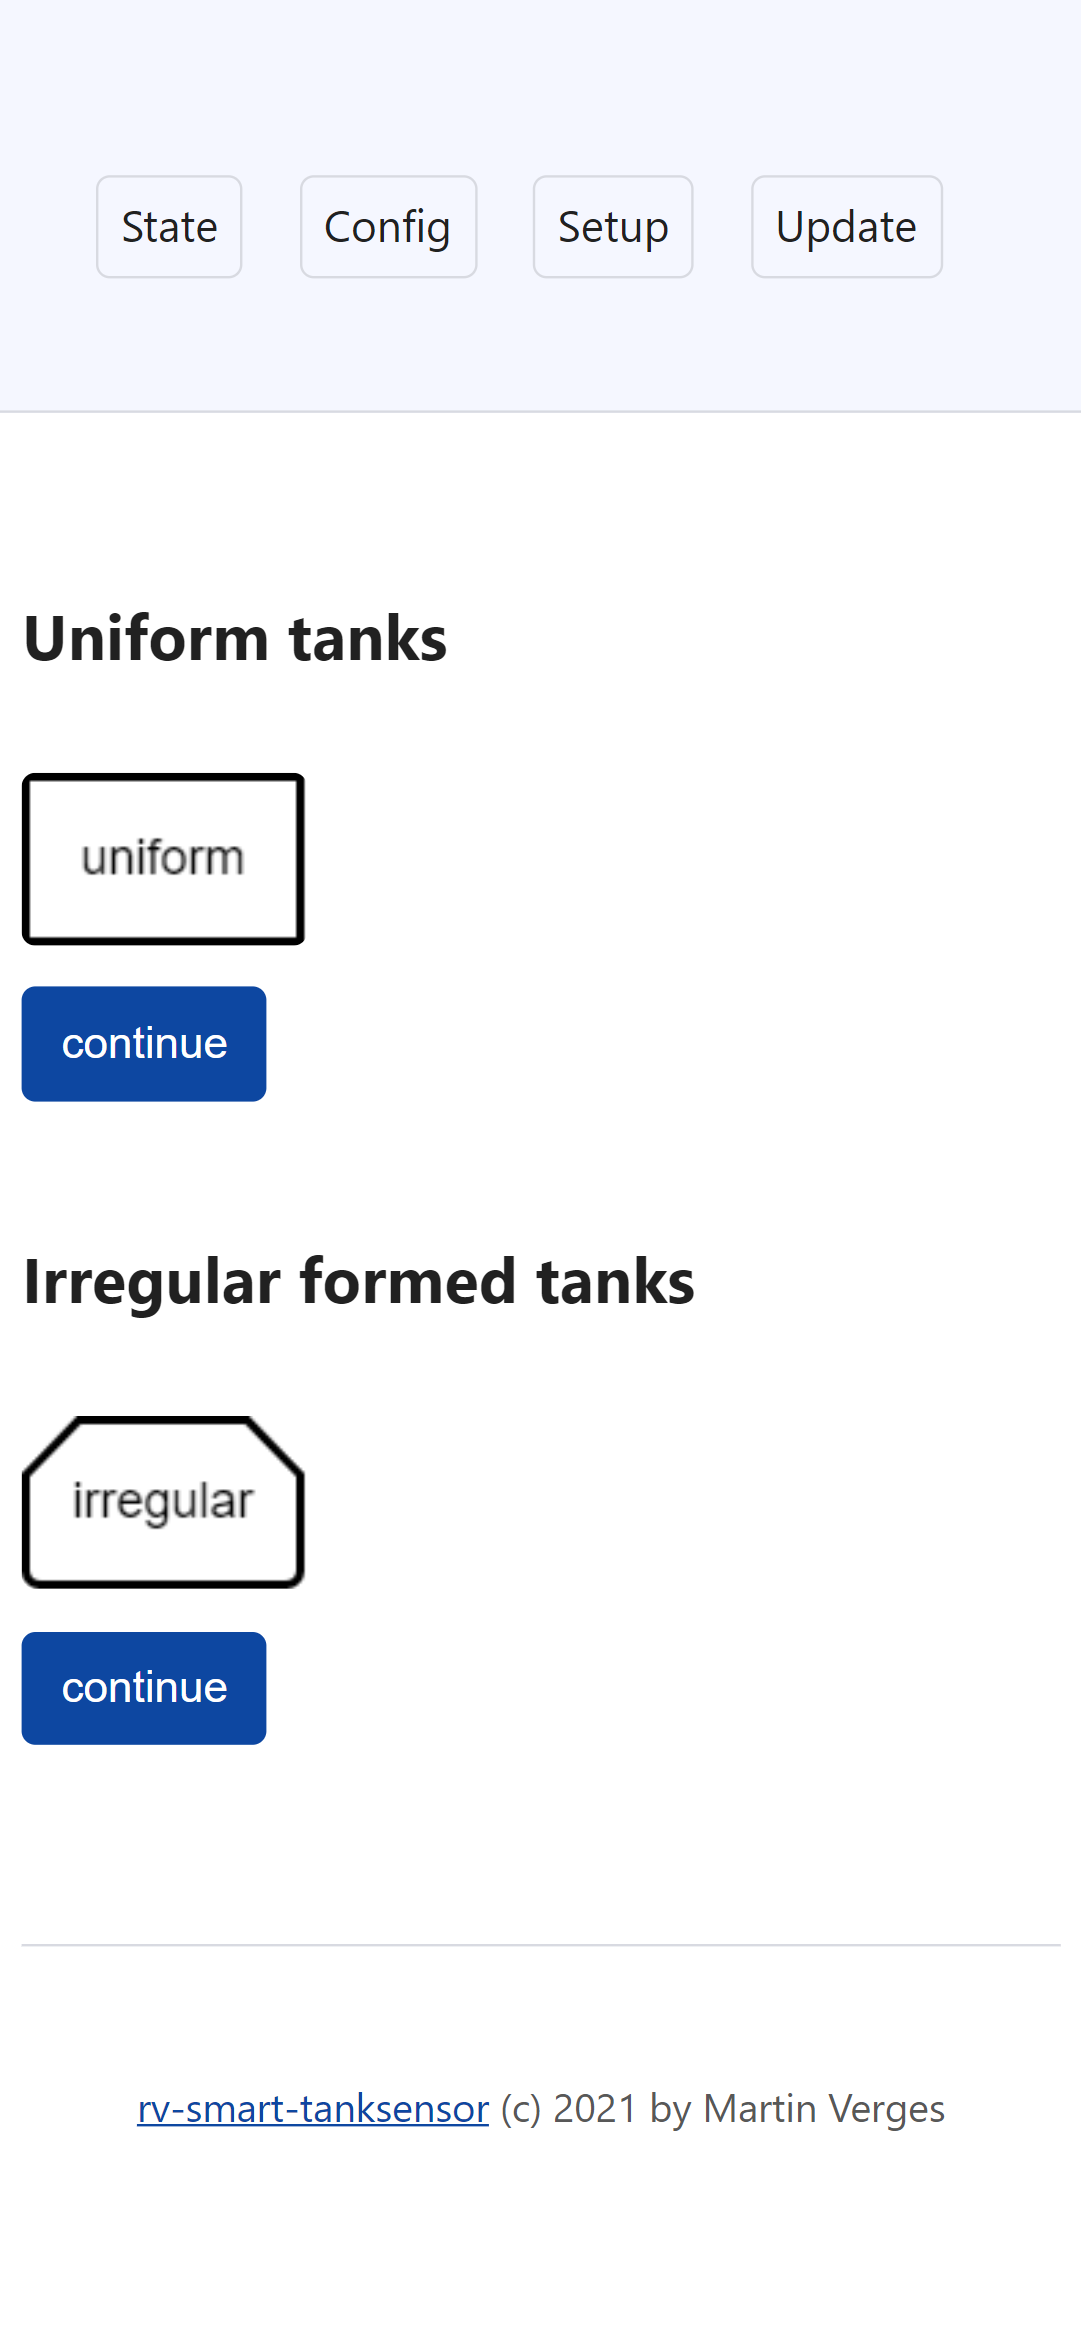 State Config Setup Update
Uniform tanks
uniform
continue
Irregular formed tanks
irregular
continue
rv-smart-tanksensor (c) 2021 by Martin Verges